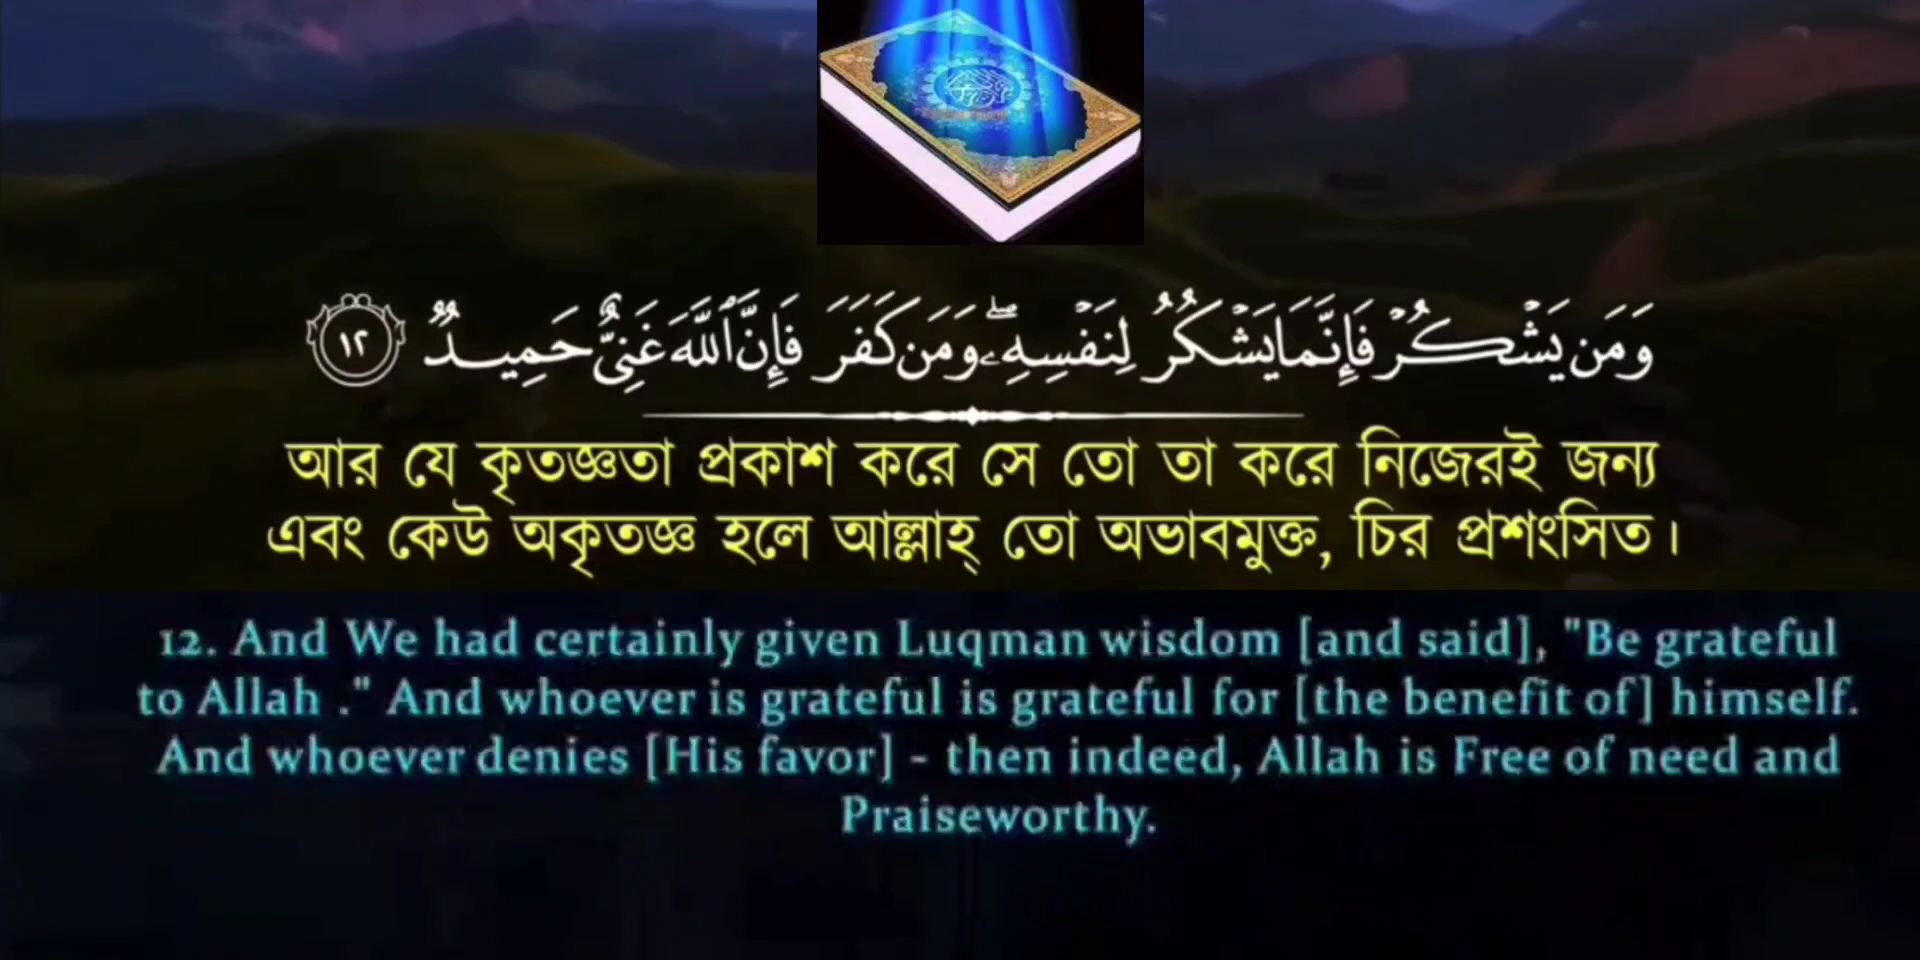 وَمَن يَشْكُرْ فَإِنَّمَا يَشْكُرُ لِنَفْسِهِۦ ۖ وَمَن كَفَرَ فَإِنَّ ٱللَّهَ غَنِىٌّ حَمِيدٌ ١٢
আর যে কৃতজ্ঞতা প্রকাশ করে সে তো তা করে নিজেরই জন্য
এবং কেউ অকৃতজ্ঞ হলে আল্লাহ্ তো অভাবমুক্ত, চির প্রশংসিত।
12. And We had certainly given Luqman wisdom [and said], "Be grateful
to Allah ." And whoever is grateful is grateful for [the benefit of] himself.
And whoever denies [His favor] - then indeed, Allah is Free of need and
Praiseworthy.